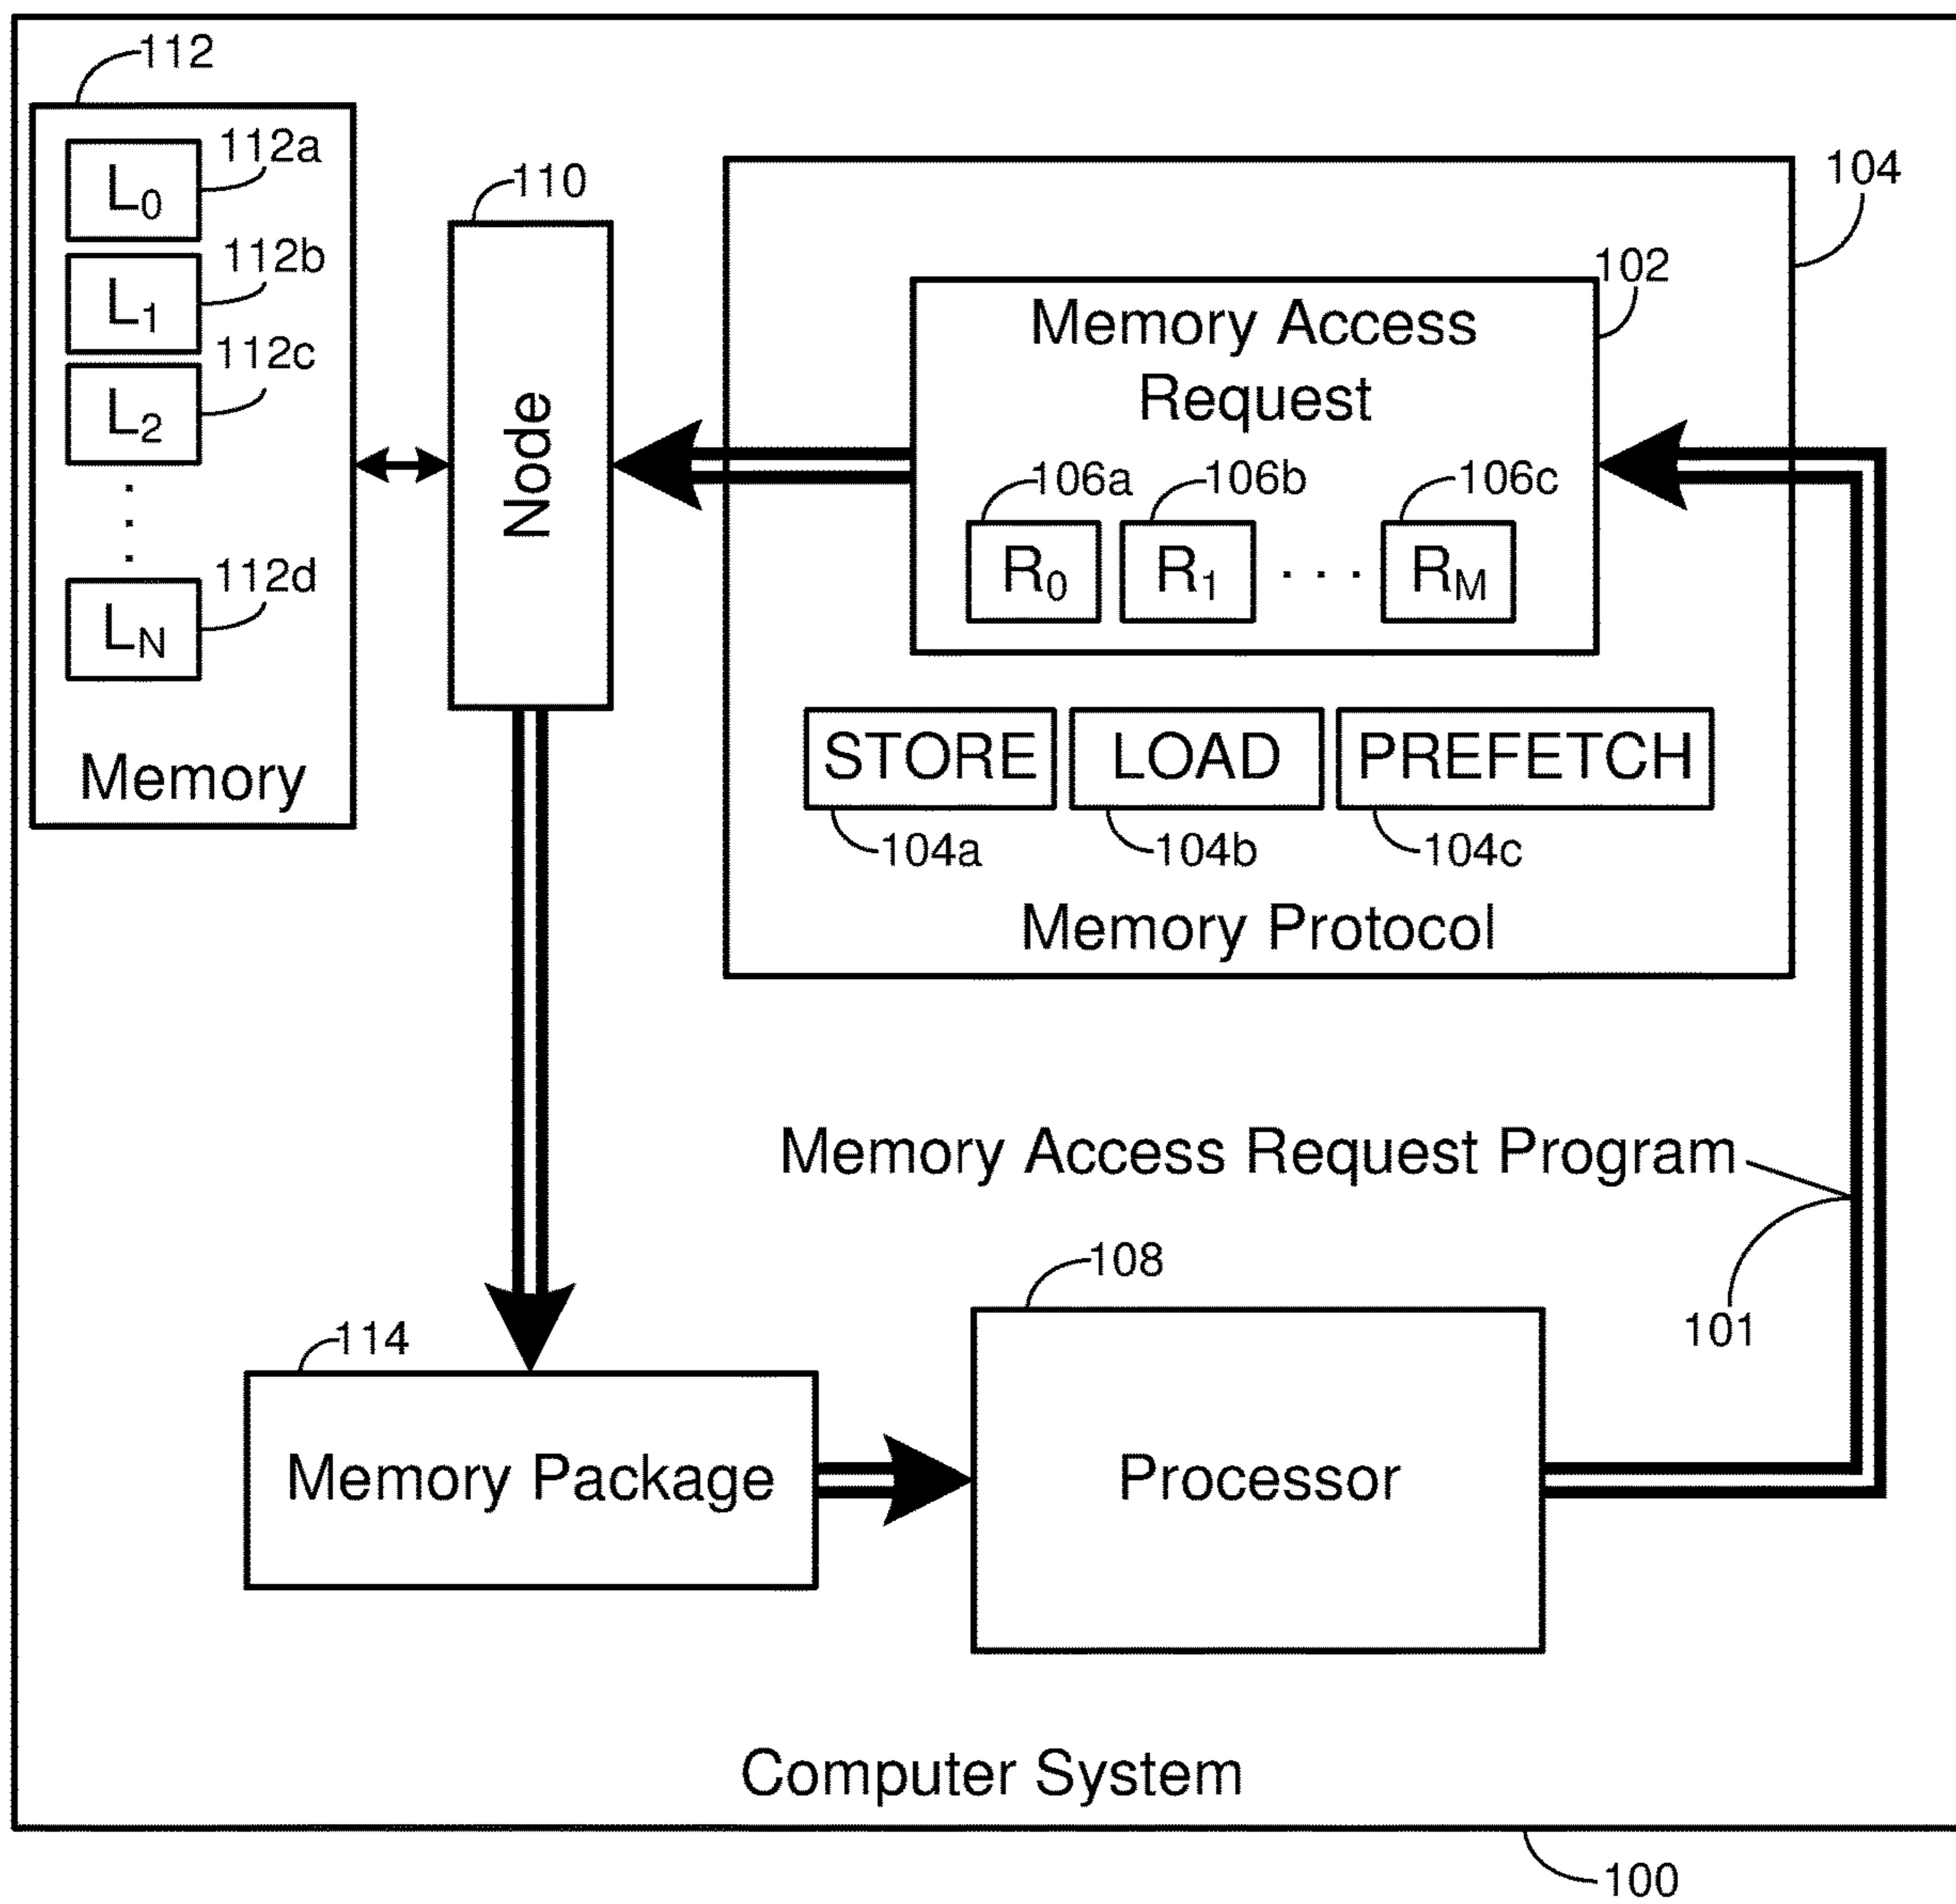 112
112a
L0
112b
L1
112c
L2
.
.
.
112d
LN
Memory
110
Node
104
102
Memory Access
Request
106a 106b 106c
R0 R1 . . . RM
STORE LOAD PREFETCH
104a 104b 104c
Memory Protocol
Memory Access Request Program
101
108
114
Memory Package
Processor
Computer System
100